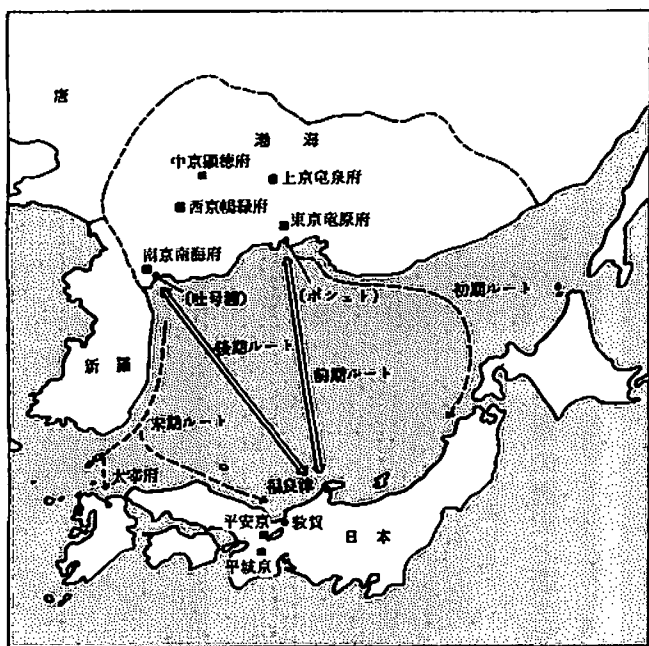 唐
渤海
中京顕徳府
上京竜泉府
西京鴨緑府
東京竜原府
南京南海府
(吐号浦)
(ポシェト)
初期ルート
後期ルート
前期ルート
新羅
末期ルート
太宰府
福良津
平安京
敦賀
日本
平城京